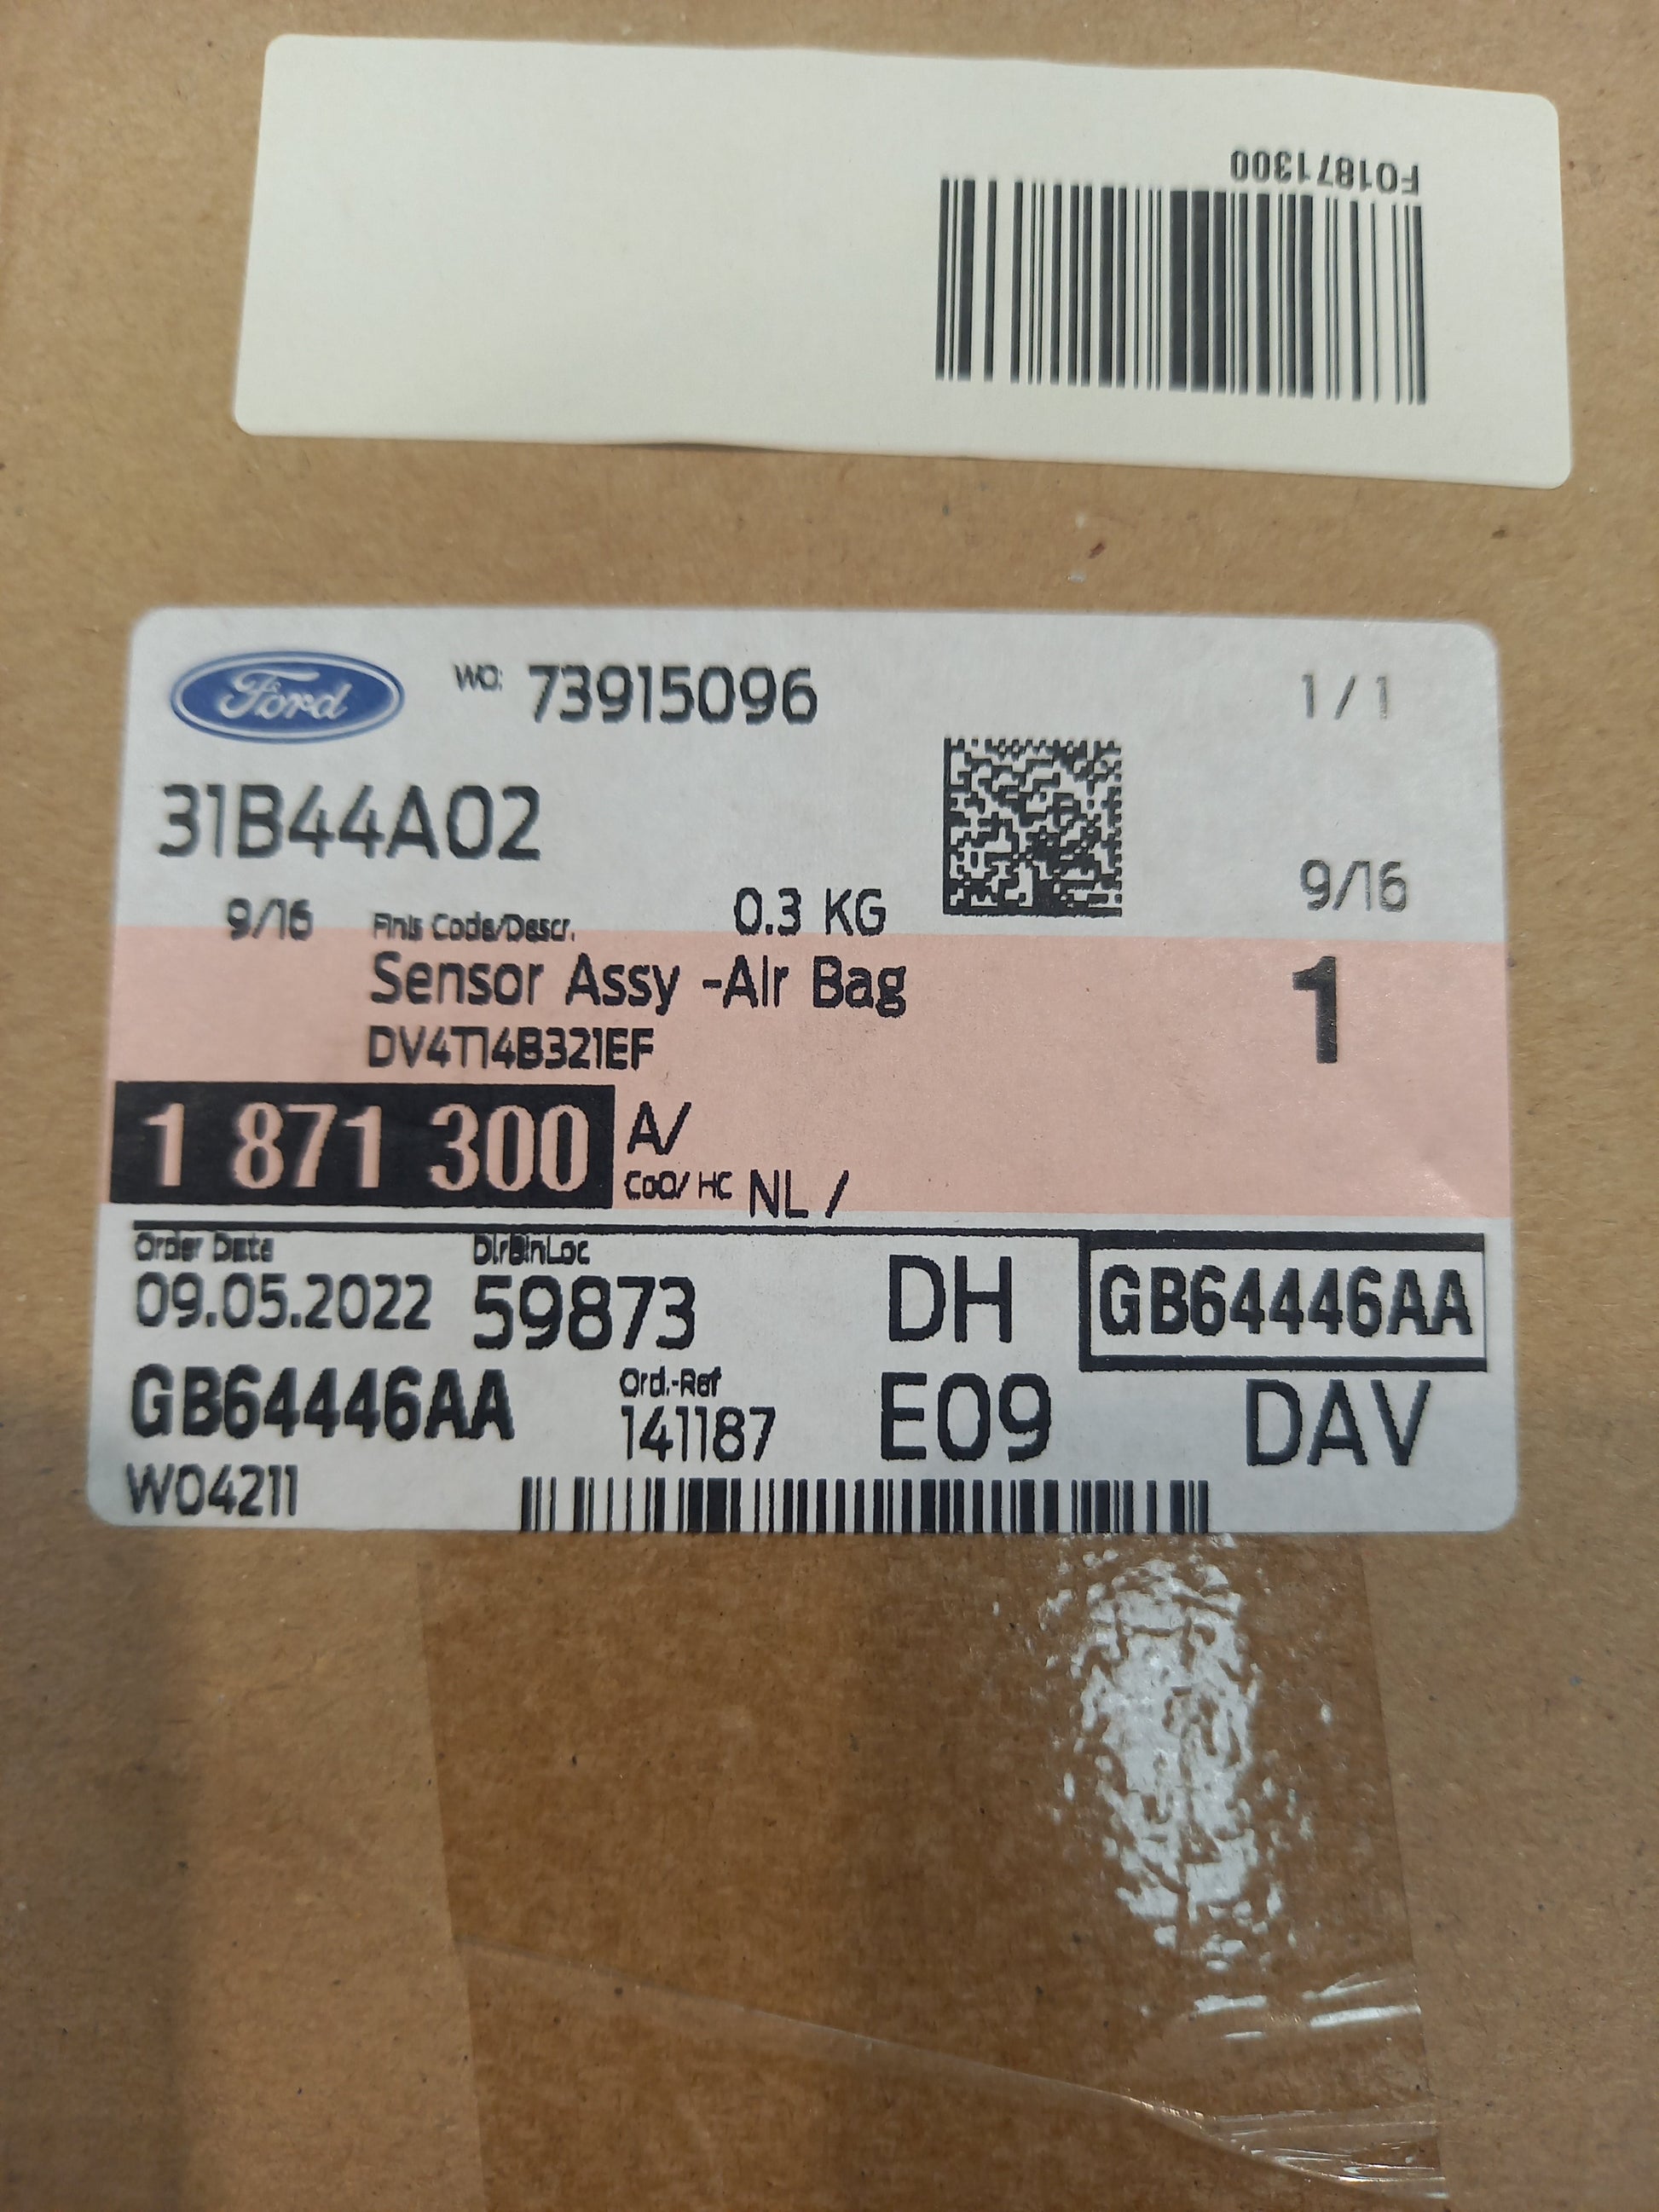 F01871300
Ford WO: 73915096 1 / 1
31B44A02
9/16 Finis Code/Descr. 0.3 KG 9/16
Sensor Assy -Air Bag 1
DV4T14B321EF
1 871 300 A/
CoO/ HC NL /
Order Date DlrBinLoc
09.05.2022 59873 DH GB64446AA
GB64446AA Ord.-Ref E09 DAV
141187
W04211